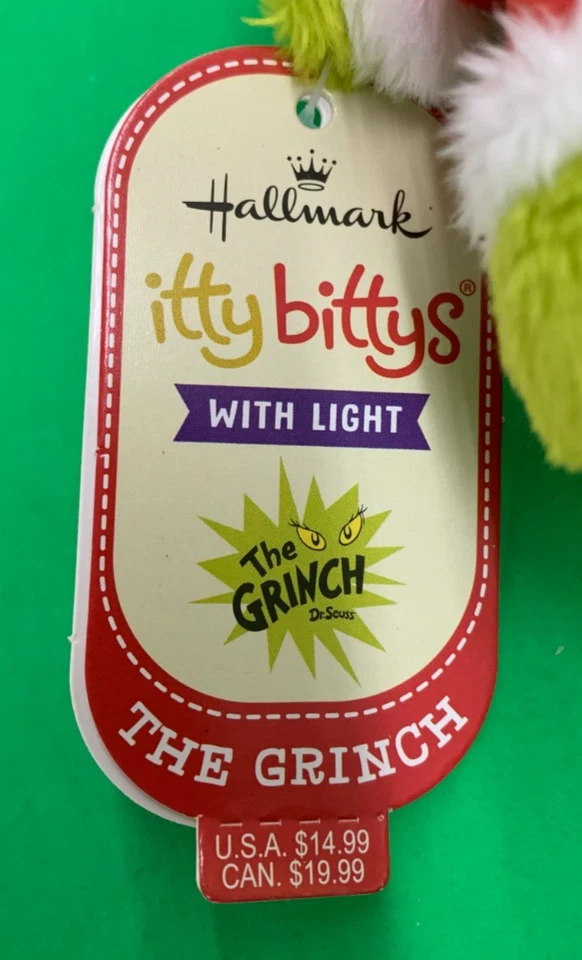 Hallmark
itty bittys®
WITH LIGHT
The
GRINCH
Dr. Seuss
THE GRINCH
U.S.A. $14.99
CAN. $19.99